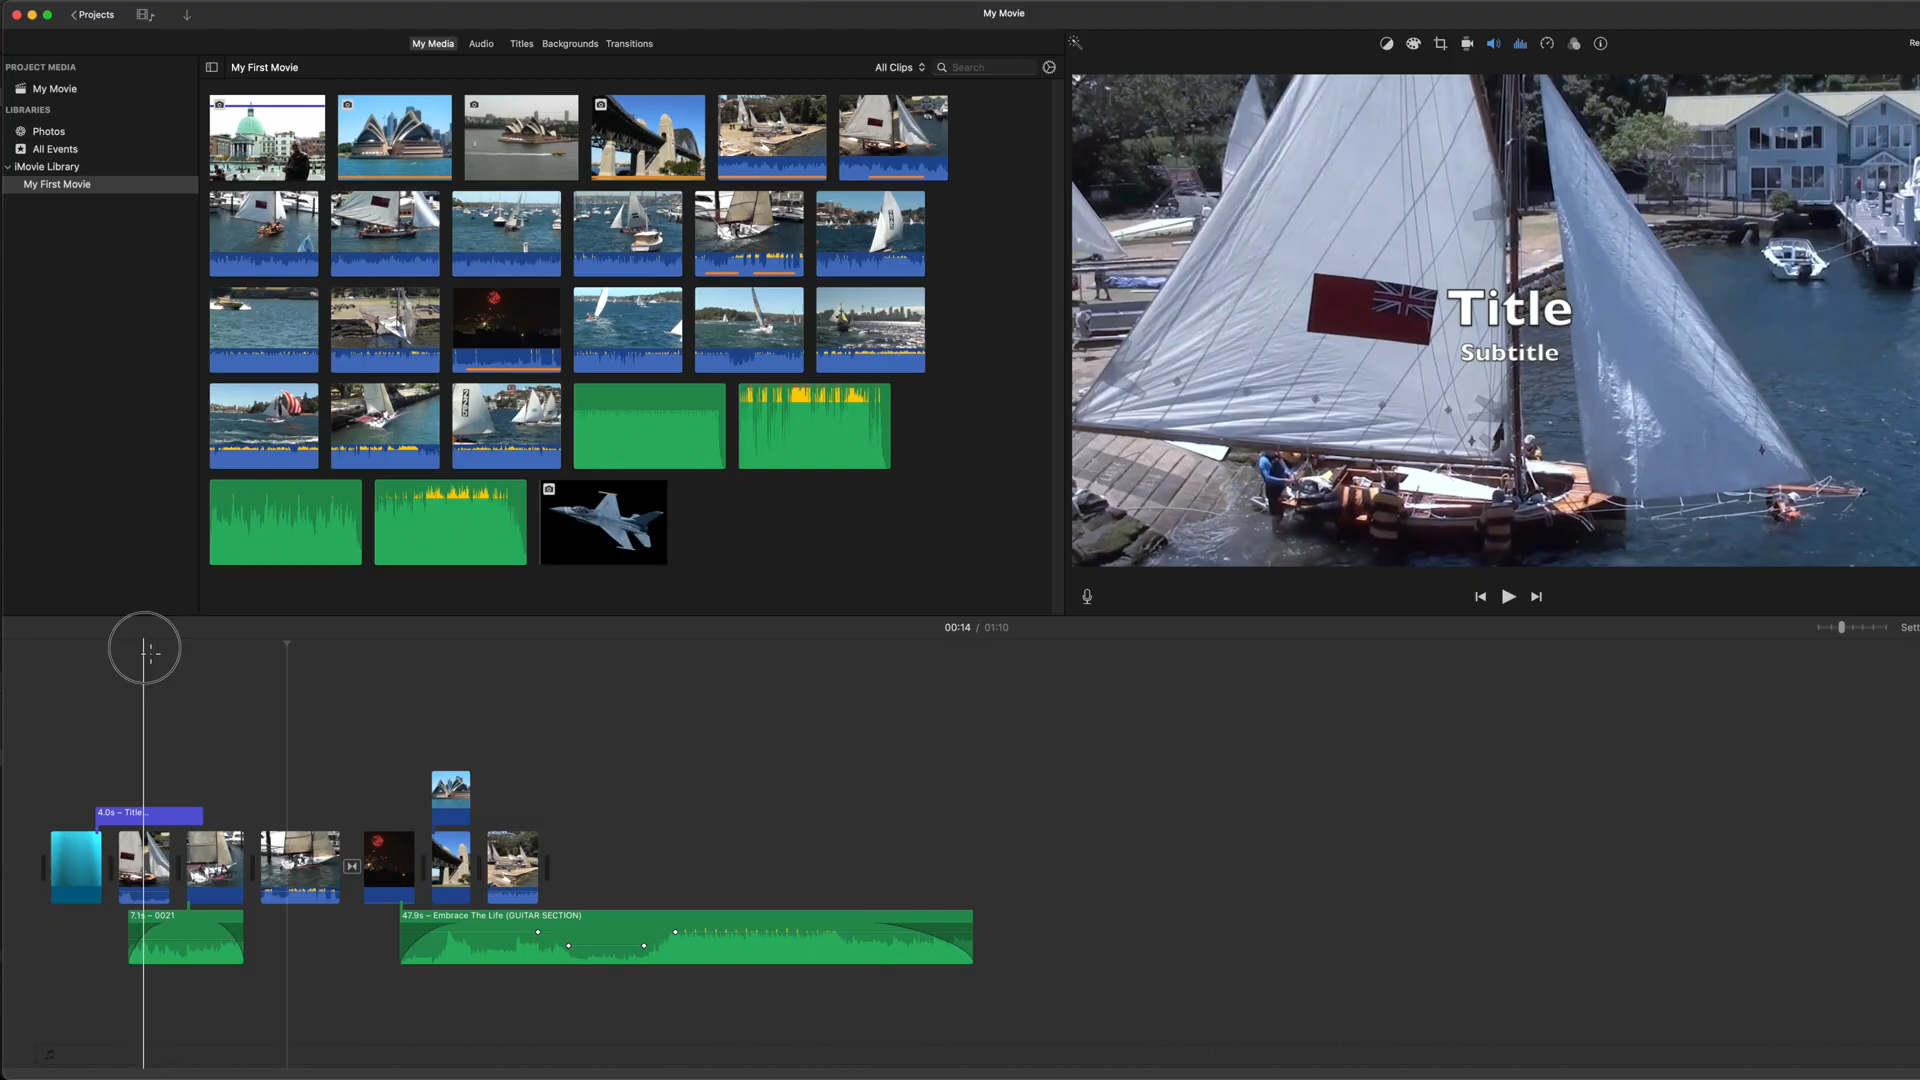 Projects
My Movie
My Media Audio Titles Backgrounds Transitions
Re
PROJECT MEDIA
My Movie
LIBRARIES
Photos
All Events
iMovie Library
My First Movie
My First Movie
All Clips
Search
Title
Subtitle
00:14 / 01:10
Sett
4.0s – Title...
7.1s – 0021
47.9s – Embrace The Life (GUITAR SECTION)